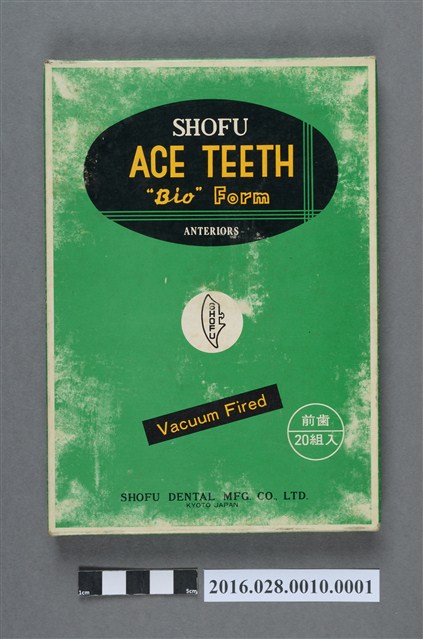 SHOFU
ACE TEETH
"Bio" Form
ANTERIORS
SHOFU
Vacuum Fired
前歯
20組入
SHOFU DENTAL MFG. CO., LTD.
KYOTO JAPAN
1cm
5cm
2016.028.0010.0001